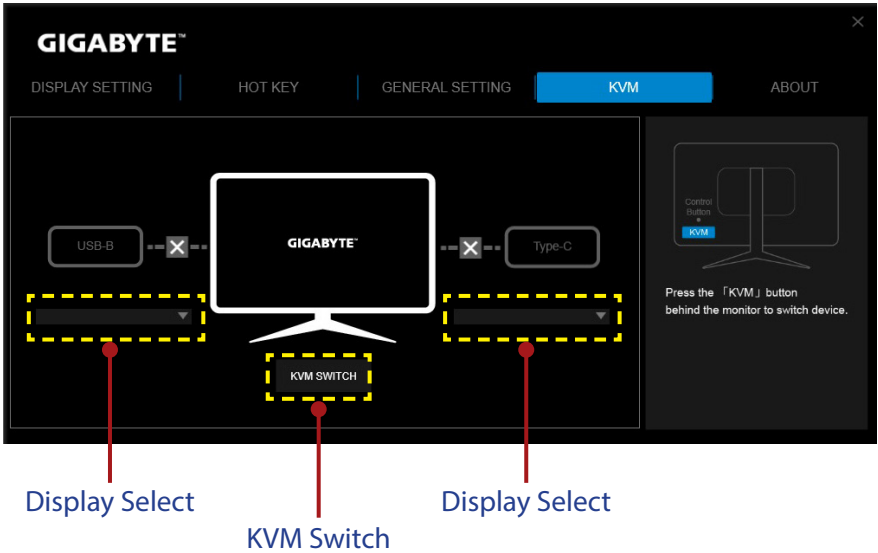 GIGABYTE™
DISPLAY SETTING
HOT KEY
GENERAL SETTING
KVM
ABOUT
USB-B
GIGABYTE™
Type-C
KVM SWITCH
Control
Button
KVM
Press the 「KVM」 button
behind the monitor to switch device.
Display Select
KVM Switch
Display Select